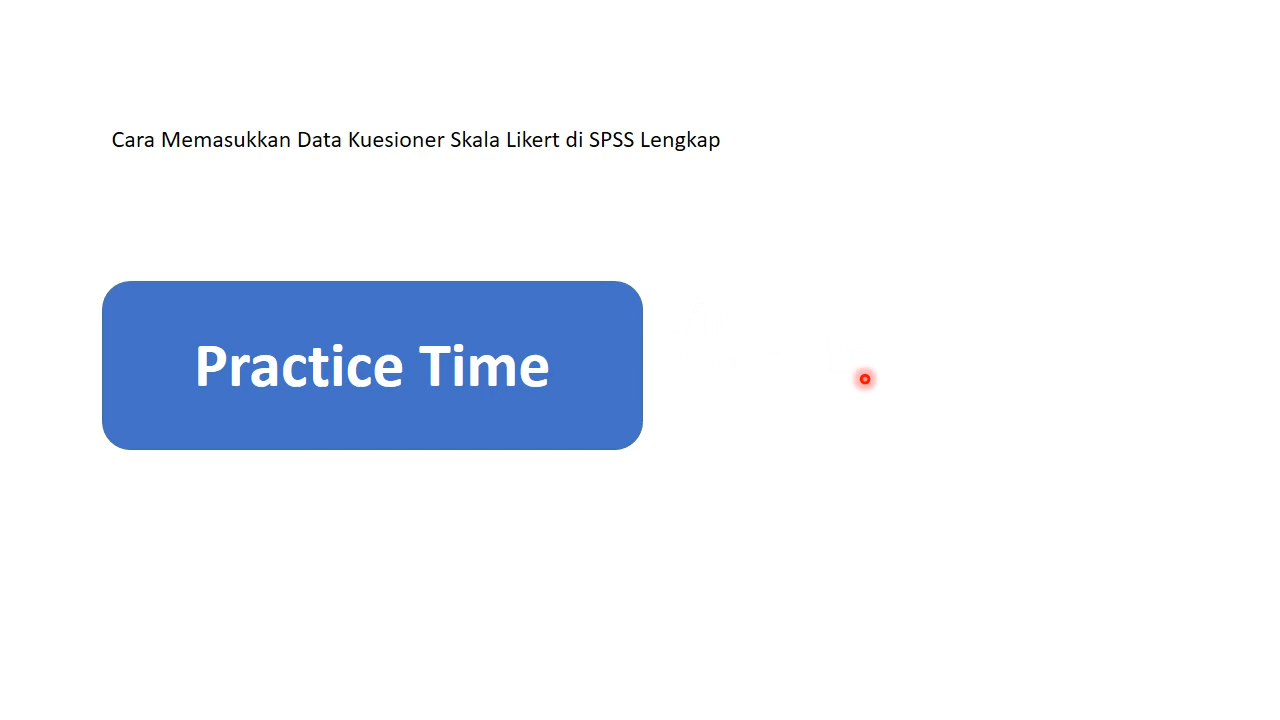 Cara Memasukkan Data Kuesioner Skala Likert di SPSS Lengkap
Practice Time